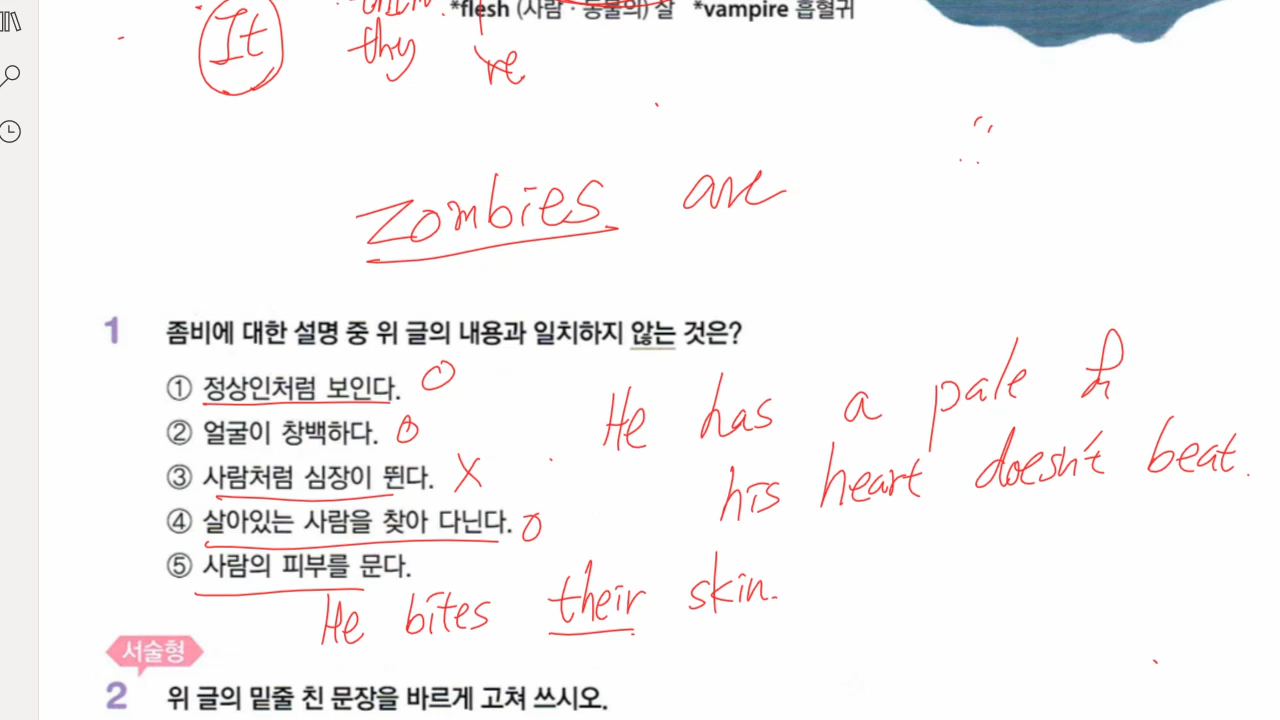 *flesh (사람·동물의) 살 *vampire 흡혈귀
It
they
re
Zombies are
1 좀비에 대한 설명 중 위 글의 내용과 일치하지 않는 것은?
① 정상인처럼 보인다. O
② 얼굴이 창백하다. O
③ 사람처럼 심장이 뛴다. X
④ 살아있는 사람을 찾아 다닌다. O
⑤ 사람의 피부를 문다.
He has a pale
his heart doesn't beat.
He bites their skin.
서술형
2 위 글의 밑줄 친 문장을 바르게 고쳐 쓰시오.